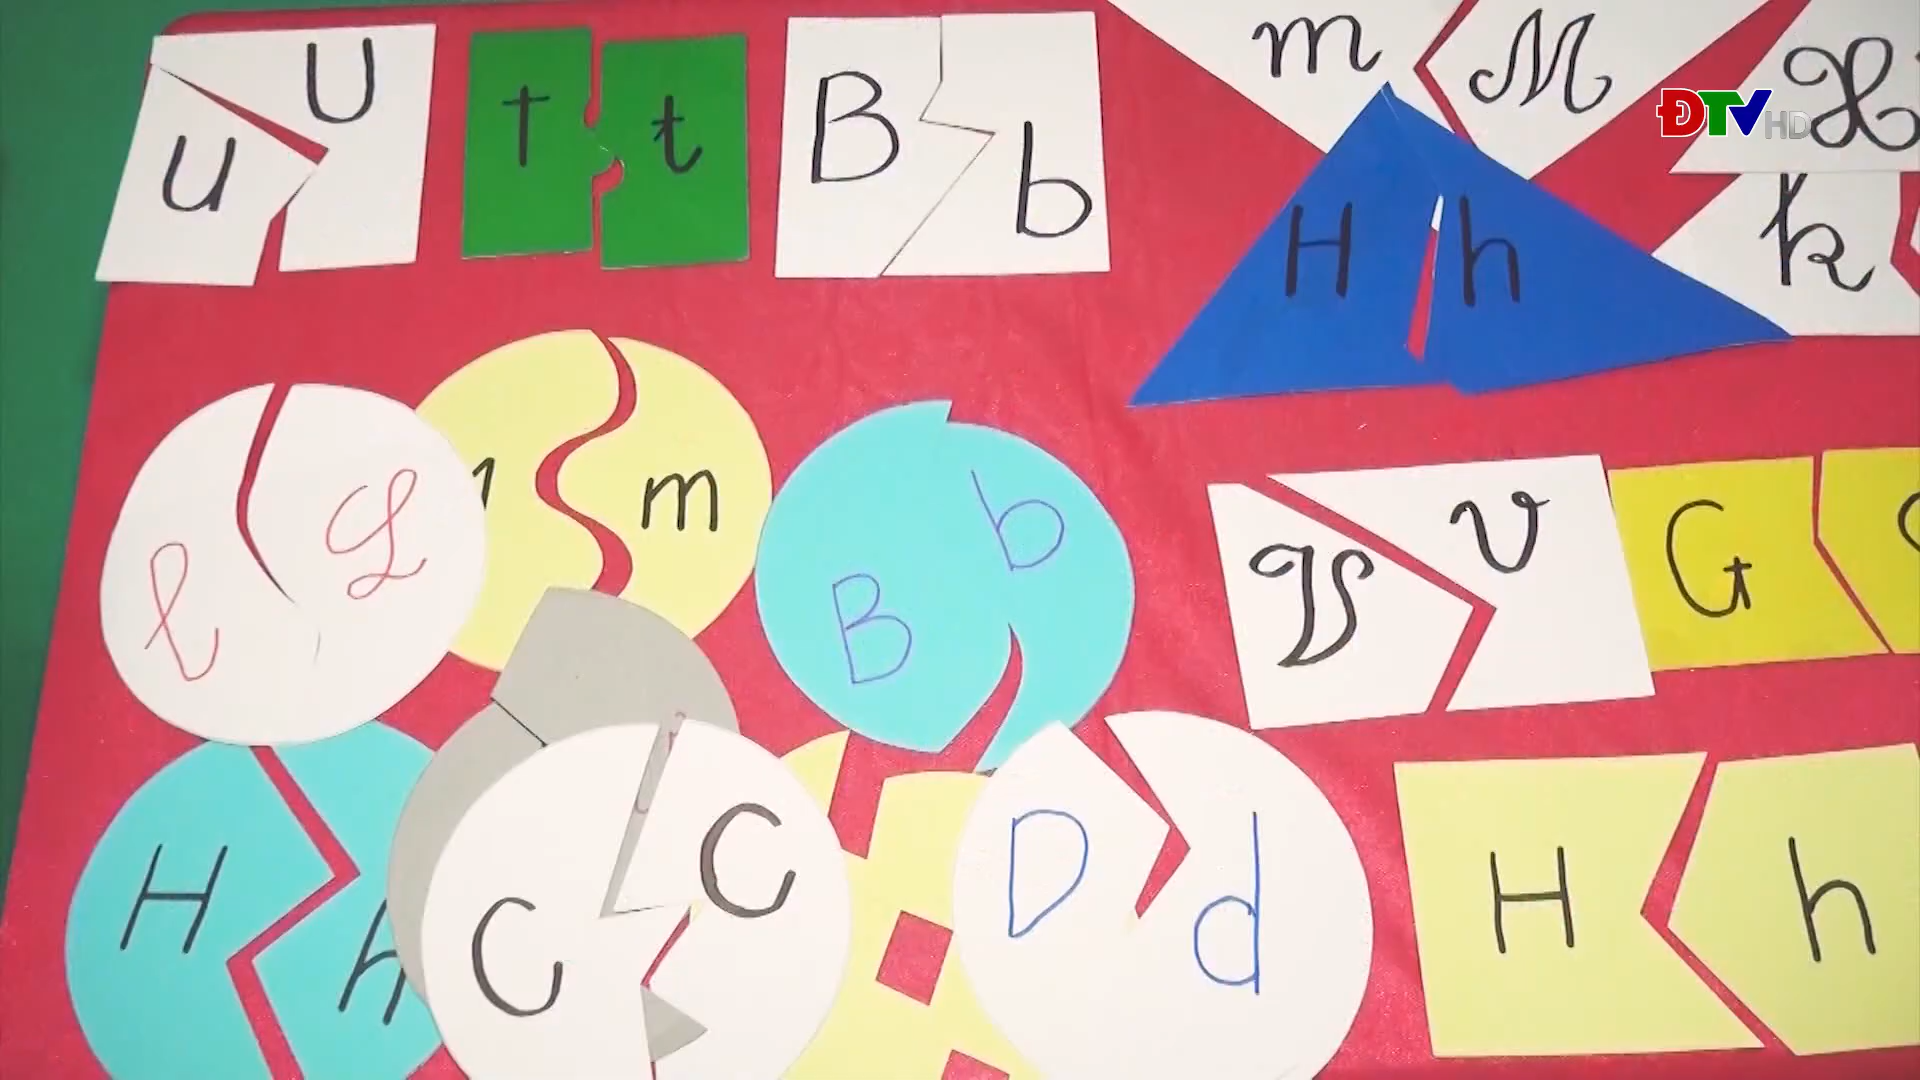 u U
t t
B b
m M
ĐTV HD
K
k
H h
l L
m
B b
V v
G
H h
C C
D d
H h